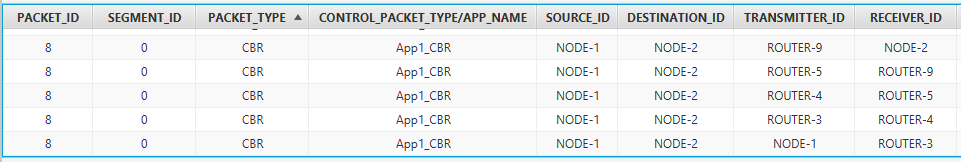 PACKET_ID SEGMENT_ID PACKET_TYPE CONTROL_PACKET_TYPE/APP_NAME SOURCE_ID DESTINATION_ID TRANSMITTER_ID RECEIVER_ID
8 0 CBR App1_CBR NODE-1 NODE-2 ROUTER-9 NODE-2
8 0 CBR App1_CBR NODE-1 NODE-2 ROUTER-5 ROUTER-9
8 0 CBR App1_CBR NODE-1 NODE-2 ROUTER-4 ROUTER-5
8 0 CBR App1_CBR NODE-1 NODE-2 ROUTER-3 ROUTER-4
8 0 CBR App1_CBR NODE-1 NODE-2 NODE-1 ROUTER-3